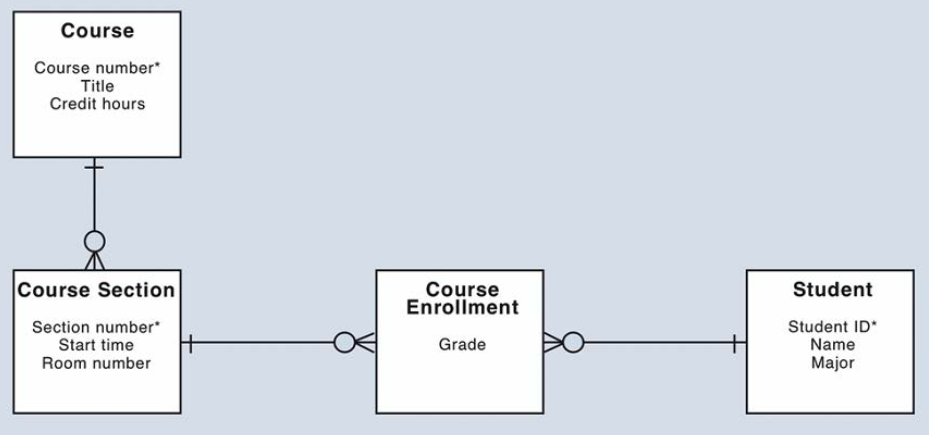 Course
Course number*
Title
Credit hours
Course Section
Section number*
Start time
Room number
Course
Enrollment
Grade
Student
Student ID*
Name
Major